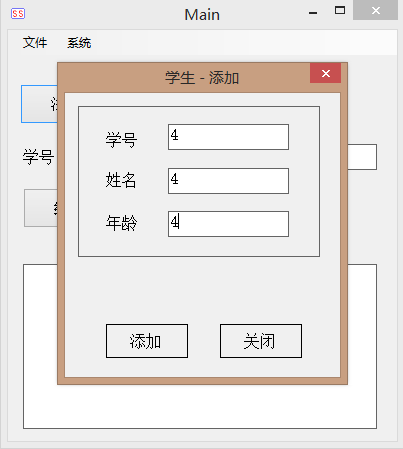 SS
Main
文件 系统
学生 - 添加
学号 4
姓名 4
年龄 4
添加 关闭
学号